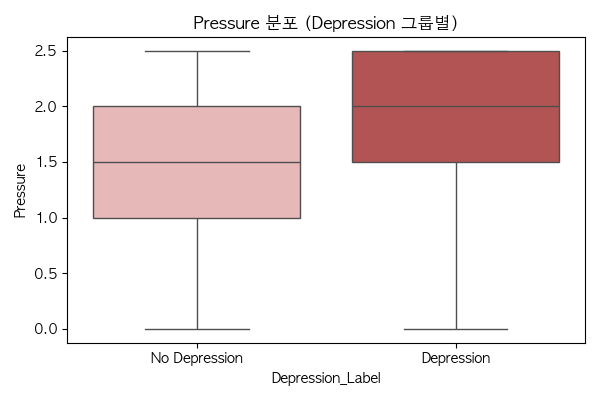 Pressure 분포 (Depression 그룹별)
Pressure
2.5
2.0
1.5
1.0
0.5
0.0
No Depression
Depression
Depression_Label